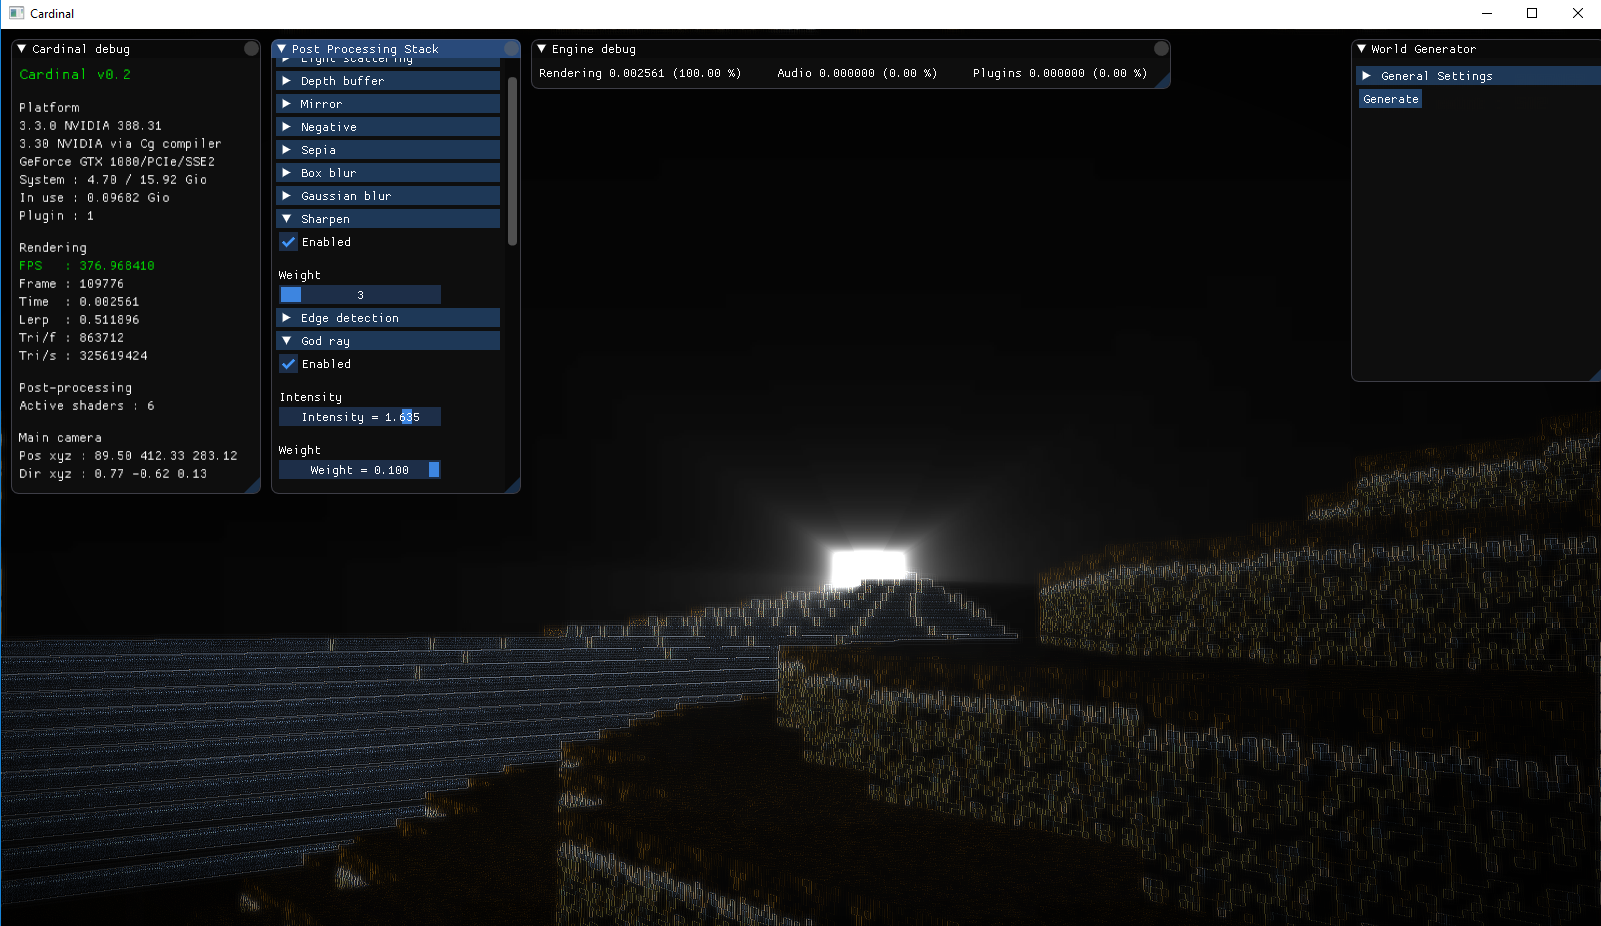 Cardinal
Cardinal debug
Cardinal v0.2
Platform
3.3.0 NVIDIA 388.31
3.30 NVIDIA via Cg compiler
GeForce GTX 1080/PCIe/SSE2
System : 4.70 / 15.92 Gio
In use : 0.09682 Gio
Plugin : 1
Rendering
FPS : 376.968410
Frame : 109776
Time : 0.002561
Lerp : 0.511896
Tri/f : 863712
Tri/s : 325619424
Post-processing
Active shaders : 6
Main camera
Pos xyz : 89.50 412.33 283.12
Dir xyz : 0.77 -0.62 0.13
Post Processing Stack
Light scattering
Depth buffer
Mirror
Negative
Sepia
Box blur
Gaussian blur
Sharpen
Enabled
Weight
3
Edge detection
God ray
Enabled
Intensity
Intensity = 1.635
Weight
Weight = 0.100
Engine debug
Rendering 0.002561 (100.00 %) Audio 0.000000 (0.00 %) Plugins 0.000000 (0.00 %)
World Generator
General Settings
Generate